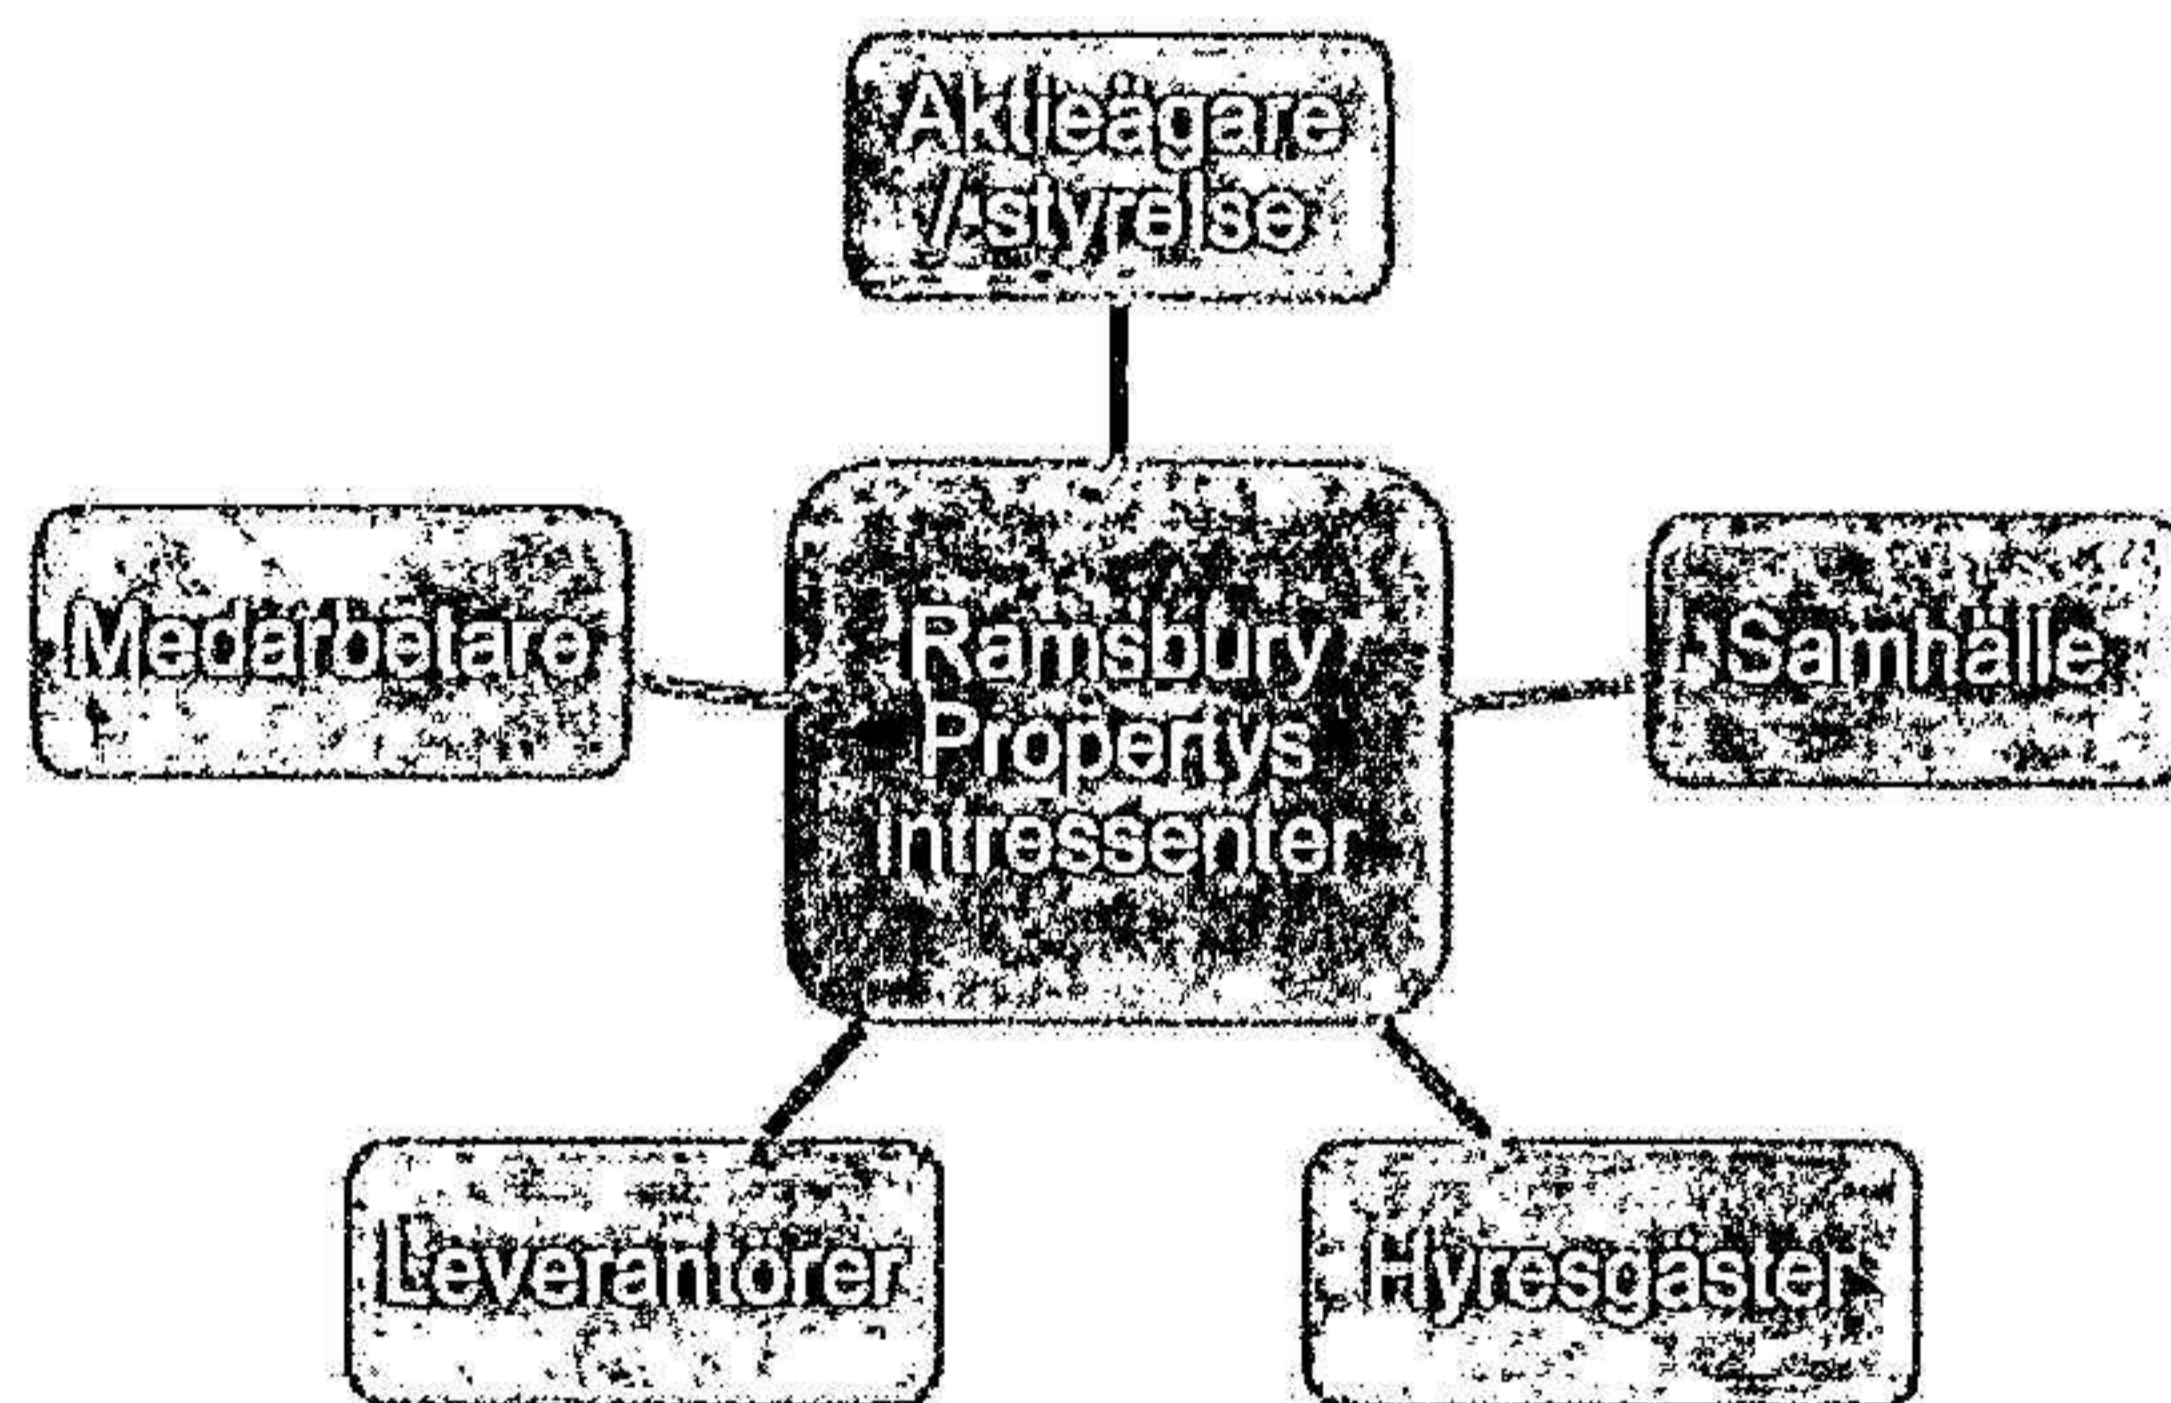 Aktieägare
/ styrelse
Medarbetare
Ramsbury
Propertys
intressenter
Samhälle
Leverantörer
Hyresgäster